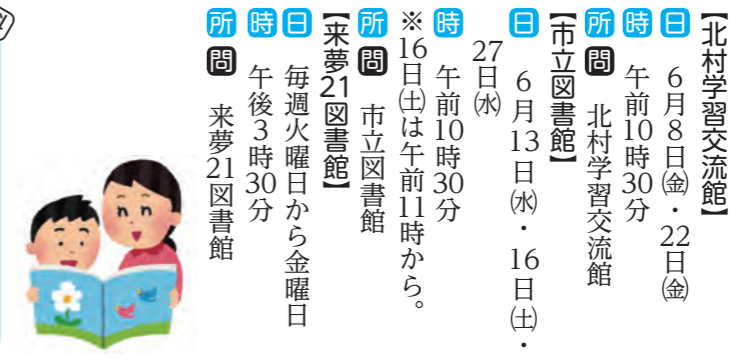 【北村学習交流館】
日 6月8日㈮・22日㈮
時 午前10時30分
所 問 北村学習交流館
【市立図書館】
日 6月13日㈬・16日㈯・
27日㈬
時 午前10時30分
※16日㈯は午前11時から。
所 問 市立図書館
【来夢21図書館】
日 毎週火曜日から金曜日
時 午後3時30分
所 問 来夢21図書館